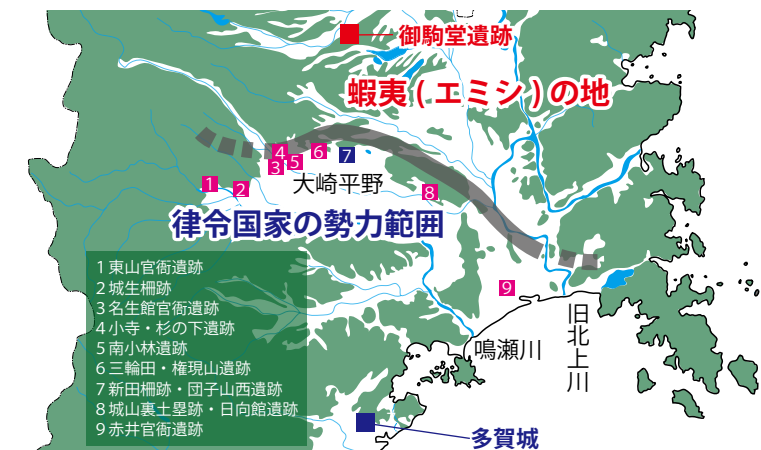 御駒堂遺跡
蝦夷(エミシ)の地
4
6
7
5
3
大崎平野
1
2
8
律令国家の勢力範囲
1東山官衙遺跡
2城生柵跡
3名生館官衙遺跡
4小寺・杉の下遺跡
5南小林遺跡
6三輪田・権現山遺跡
7新田柵跡・団子山西遺跡
8城山裏土塁跡・日向館遺跡
9赤井官衙遺跡
9
旧北上川
鳴瀬川
多賀城